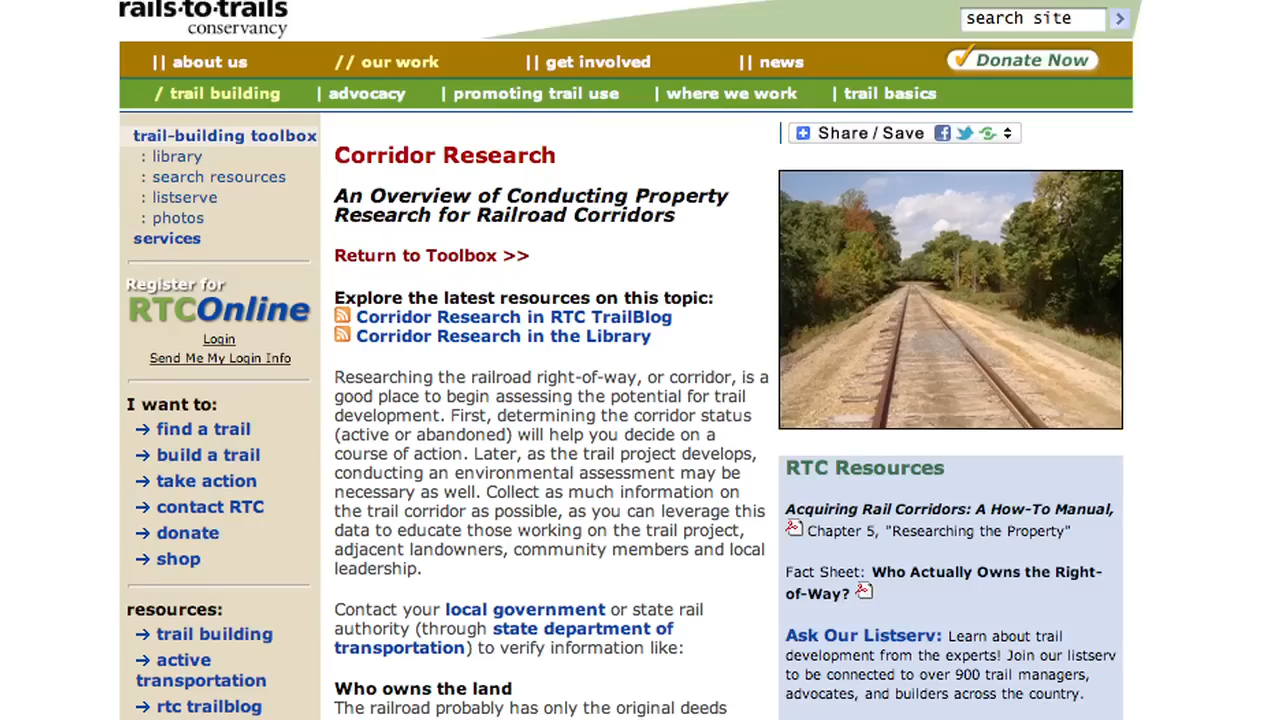 rails·to·trails
conservancy
search site
|| about us
// our work
|| get involved
|| news
Donate Now
/ trail building
| advocacy
| promoting trail use
| where we work
| trail basics
trail-building toolbox
: library
: search resources
: listserve
: photos
services
Register for
RTCOnline
Login
Send Me My Login Info
I want to:
→ find a trail
→ build a trail
→ take action
→ contact RTC
→ donate
→ shop
resources:
→ trail building
→ active
transportation
→ rtc trailblog
Corridor Research
An Overview of Conducting Property
Research for Railroad Corridors
Return to Toolbox >>
Explore the latest resources on this topic:
Corridor Research in RTC TrailBlog
Corridor Research in the Library
Researching the railroad right-of-way, or corridor, is a
good place to begin assessing the potential for trail
development. First, determining the corridor status
(active or abandoned) will help you decide on a
course of action. Later, as the trail project develops,
conducting an environmental assessment may be
necessary as well. Collect as much information on
the trail corridor as possible, as you can leverage this
data to educate those working on the trail project,
adjacent landowners, community members and local
leadership.
Contact your local government or state rail
authority (through state department of
transportation) to verify information like:
Who owns the land
The railroad probably has only the original deeds
Share / Save
RTC Resources
Acquiring Rail Corridors: A How-To Manual,
Chapter 5, "Researching the Property"
Fact Sheet: Who Actually Owns the Right-
of-Way?
Ask Our Listserv: Learn about trail
development from the experts! Join our listserv
to be connected to over 900 trail managers,
advocates, and builders across the country.